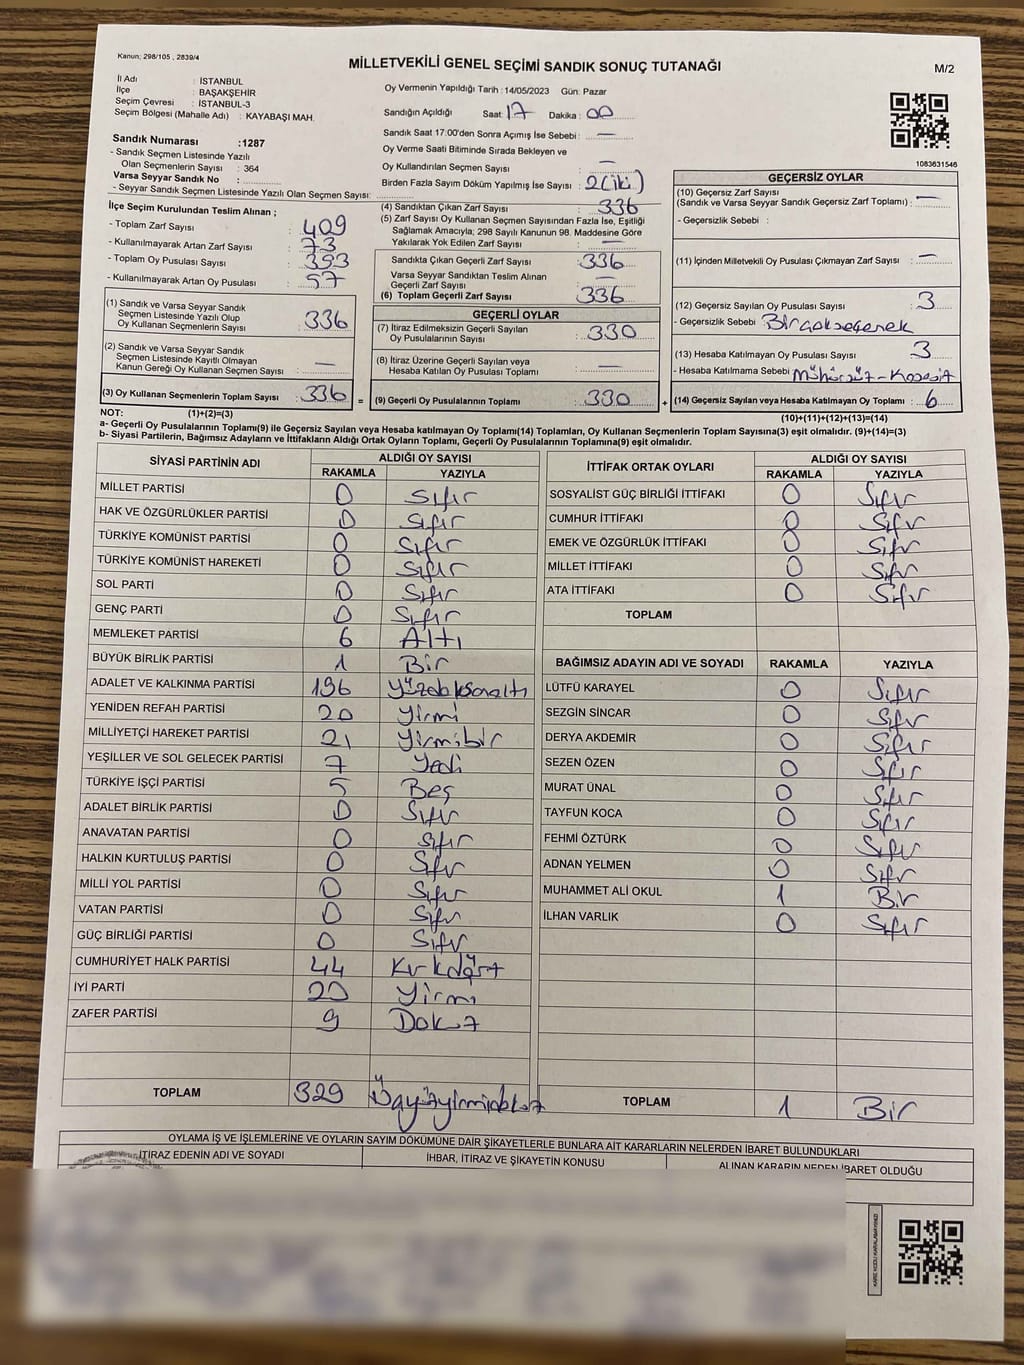 Kanun; 298/105 , 2839/4
MİLLETVEKİLİ GENEL SEÇİMİ SANDIK SONUÇ TUTANAĞI
M/2
İl Adı : İSTANBUL
İlçe : BAŞAKŞEHİR
Seçim Çevresi : İSTANBUL-3
Seçim Bölgesi (Mahalle Adı) : KAYABAŞI MAH.
Oy Vermenin Yapıldığı Tarih : 14/05/2023 Gün: Pazar
Sandığın Açıldığı Saat: 17 Dakika : 00
Sandık Saat 17:00'den Sonra Açımış İse Sebebi : —
Oy Verme Saati Bitiminde Sırada Bekleyen ve
Oy Kullandırılan Seçmen Sayısı : —
Birden Fazla Sayım Döküm Yapılmış İse Sayısı : 2(iki)
1083631546
Sandık Numarası :1287
- Sandık Seçmen Listesinde Yazılı
Olan Seçmenlerin Sayısı : 364
Varsa Seyyar Sandık No :
- Seyyar Sandık Seçmen Listesinde Yazılı Olan Seçmen Sayısı:
İlçe Seçim Kurulundan Teslim Alınan ;
- Toplam Zarf Sayısı : 409
- Kullanılmayarak Artan Zarf Sayısı : 73
- Toplam Oy Pusulası Sayısı : 393
- Kullanılmayarak Artan Oy Pusulası : 57
(1) Sandık ve Varsa Seyyar Sandık
Seçmen Listesinde Yazılı Olup
Oy Kullanan Seçmenlerin Sayısı : 336
(2) Sandık ve Varsa Seyyar Sandık
Seçmen Listesinde Kayıtlı Olmayan
Kanun Gereği Oy Kullanan Seçmen Sayısı : —
(3) Oy Kullanan Seçmenlerin Toplam Sayısı : 336 =
(4) Sandıktan Çıkan Zarf Sayısı : 336
(5) Zarf Sayısı Oy Kullanan Seçmen Sayısından Fazla İse, Eşitliği
Sağlamak Amacıyla; 298 Sayılı Kanunun 98. Maddesine Göre
Yakılarak Yok Edilen Zarf Sayısı : —
Sandıkta Çıkan Geçerli Zarf Sayısı : 336
Varsa Seyyar Sandıktan Teslim Alınan
Geçerli Zarf Sayısı : —
(6) Toplam Geçerli Zarf Sayısı : 336
GEÇERLİ OYLAR
(7) İtiraz Edilmeksizin Geçerli Sayılan
Oy Pusulalarının Sayısı : 330
(8) İtiraz Üzerine Geçerli Sayılan veya
Hesaba Katılan Oy Pusulası Toplamı : —
(9) Geçerli Oy Pusulalarının Toplamı : 330 +
GEÇERSİZ OYLAR
(10) Geçersiz Zarf Sayısı
(Sandık ve Varsa Seyyar Sandık Geçersiz Zarf Toplamı) : —
- Geçersizlik Sebebi :
(11) İçinden Milletvekili Oy Pusulası Çıkmayan Zarf Sayısı : —
(12) Geçersiz Sayılan Oy Pusulası Sayısı : 3
- Geçersizlik Sebebi :
(13) Hesaba Katılmayan Oy Pusulası Sayısı : 3
- Hesaba Katılmama Sebebi :
(14) Geçersiz Sayılan veya Hesaba Katılmayan Oy Toplamı : 6
NOT: (1)+(2)=(3)
(10)+(11)+(12)+(13)=(14)
a- Geçerli Oy Pusulalarının Toplamı(9) ile Geçersiz Sayılan veya Hesaba katılmayan Oy Toplamı(14) Toplamları, Oy Kullanan Seçmenlerin Toplam Sayısına(3) eşit olmalıdır. (9)+(14)=(3)
b- Siyasi Partilerin, Bağımsız Adayların ve İttifakların Aldığı Ortak Oyların Toplamı, Geçerli Oy Pusulalarının Toplamına(9) eşit olmalıdır.
SİYASİ PARTİNİN ADI ALDIĞI OY SAYISI
RAKAMLA YAZIYLA
MİLLET PARTİSİ 0 Sıfır
HAK VE ÖZGÜRLÜKLER PARTİSİ 0 Sıfır
TÜRKİYE KOMÜNİST PARTİSİ 0 Sıfır
TÜRKİYE KOMÜNİST HAREKETİ 0 Sıfır
SOL PARTİ 0 Sıfır
GENÇ PARTİ 0 Sıfır
MEMLEKET PARTİSİ 6 Altı
BÜYÜK BİRLİK PARTİSİ 1 Bir
ADALET VE KALKINMA PARTİSİ 196 Yüzdoksanaltı
YENİDEN REFAH PARTİSİ 20 Yirmi
MİLLİYETÇİ HAREKET PARTİSİ 21 Yirmibir
YEŞİLLER VE SOL GELECEK PARTİSİ 7 Yedi
TÜRKİYE İŞÇİ PARTİSİ 5 Beş
ADALET BİRLİK PARTİSİ 0 Sıfır
ANAVATAN PARTİSİ 0 Sıfır
HALKIN KURTULUŞ PARTİSİ 0 Sıfır
MİLLİ YOL PARTİSİ 0 Sıfır
VATAN PARTİSİ 0 Sıfır
GÜÇ BİRLİĞİ PARTİSİ 0 Sıfır
CUMHURİYET HALK PARTİSİ 44 Kırkdört
İYİ PARTİ 20 Yirmi
ZAFER PARTİSİ 9 Dokuz
TOPLAM 329 Üçyüzyirmidokuz
İTTİFAK ORTAK OYLARI ALDIĞI OY SAYISI
RAKAMLA YAZIYLA
SOSYALİST GÜÇ BİRLİĞİ İTTİFAKI 0 Sıfır
CUMHUR İTTİFAKI 0 Sıfır
EMEK VE ÖZGÜRLÜK İTTİFAKI 0 Sıfır
MİLLET İTTİFAKI 0 Sıfır
ATA İTTİFAKI 0 Sıfır
TOPLAM
BAĞIMSIZ ADAYIN ADI VE SOYADI RAKAMLA YAZIYLA
LÜTFÜ KARAYEL 0 Sıfır
SEZGİN SİNCAR 0 Sıfır
DERYA AKDEMİR 0 Sıfır
SEZEN ÖZEN 0 Sıfır
MURAT ÜNAL 0 Sıfır
TAYFUN KOCA 0 Sıfır
FEHMİ ÖZTÜRK 0 Sıfır
ADNAN YELMEN 0 Sıfır
MUHAMMET ALİ OKUL 1 Bir
İLHAN VARLIK 0 Sıfır
TOPLAM 1 Bir
OYLAMA İŞ VE İŞLEMLERİNE VE OYLARIN SAYIM DÖKÜMÜNE DAİR ŞİKAYETLERLE BUNLARA AİT KARARLARIN NELERDEN İBARET BULUNDUKLARI
İTİRAZ EDENİN ADI VE SOYADI İHBAR, İTİRAZ VE ŞİKAYETİN KONUSU ALINAN KARARIN NEDEN İBARET OLDUĞU
KARE KODU KARALAMAYINIZ!